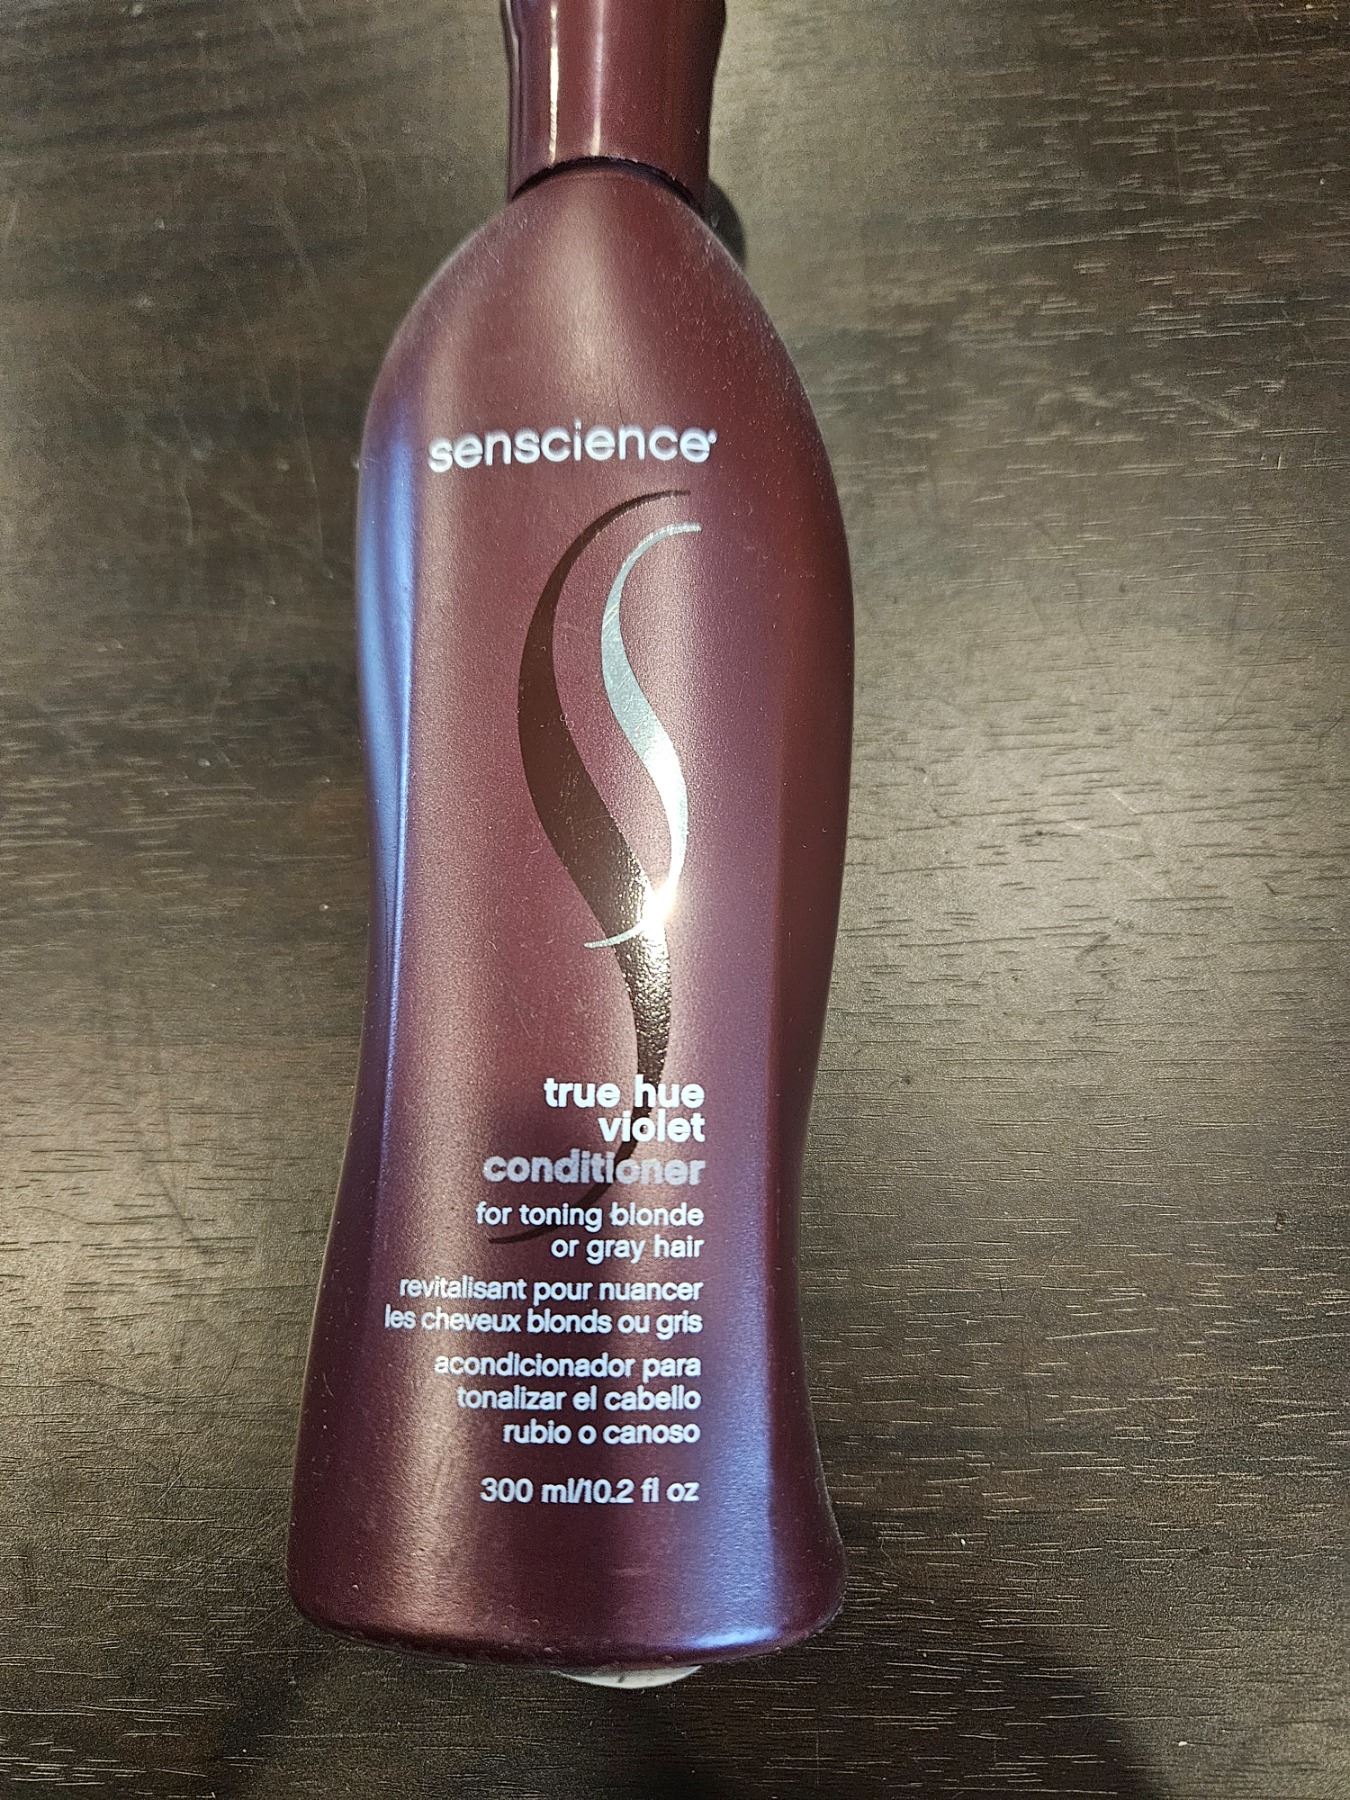 senscience
true hue
violet
conditioner
for toning blonde
or gray hair
revitalisant pour nuancer
les cheveux blonds ou gris
acondicionador para
tonalizar el cabello
rubio o canoso
300 ml/10.2 fl oz